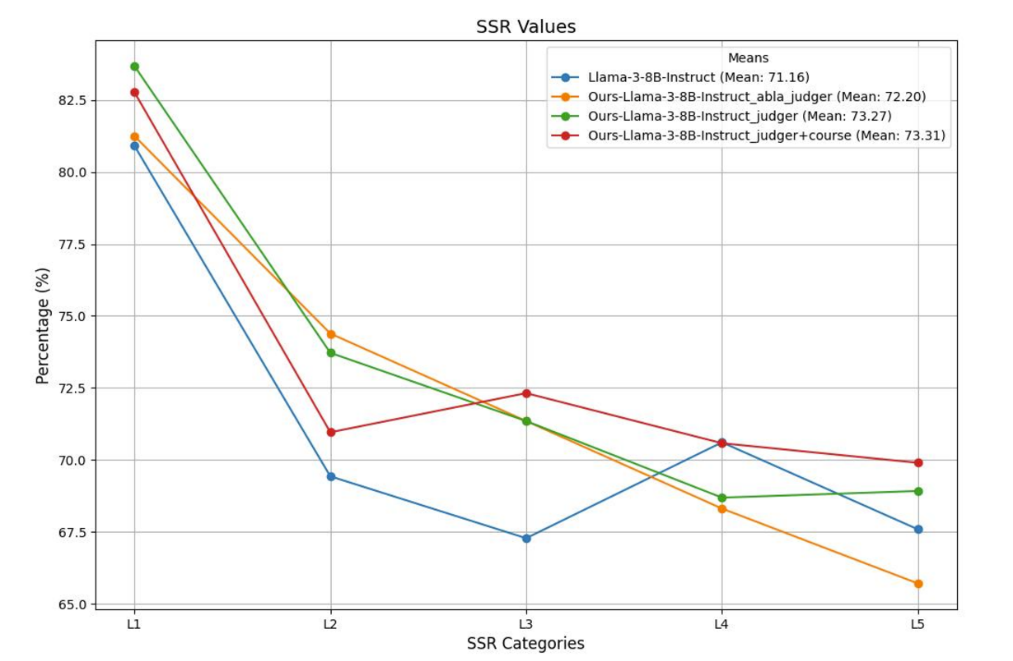 SSR Values
Means
Llama-3-8B-Instruct (Mean: 71.16)
Ours-Llama-3-8B-Instruct_abla_judger (Mean: 72.20)
Ours-Llama-3-8B-Instruct_judger (Mean: 73.27)
Ours-Llama-3-8B-Instruct_judger+course (Mean: 73.31)
Percentage (%)
82.5
80.0
77.5
75.0
72.5
70.0
67.5
65.0
L1 L2 L3 L4 L5
SSR Categories